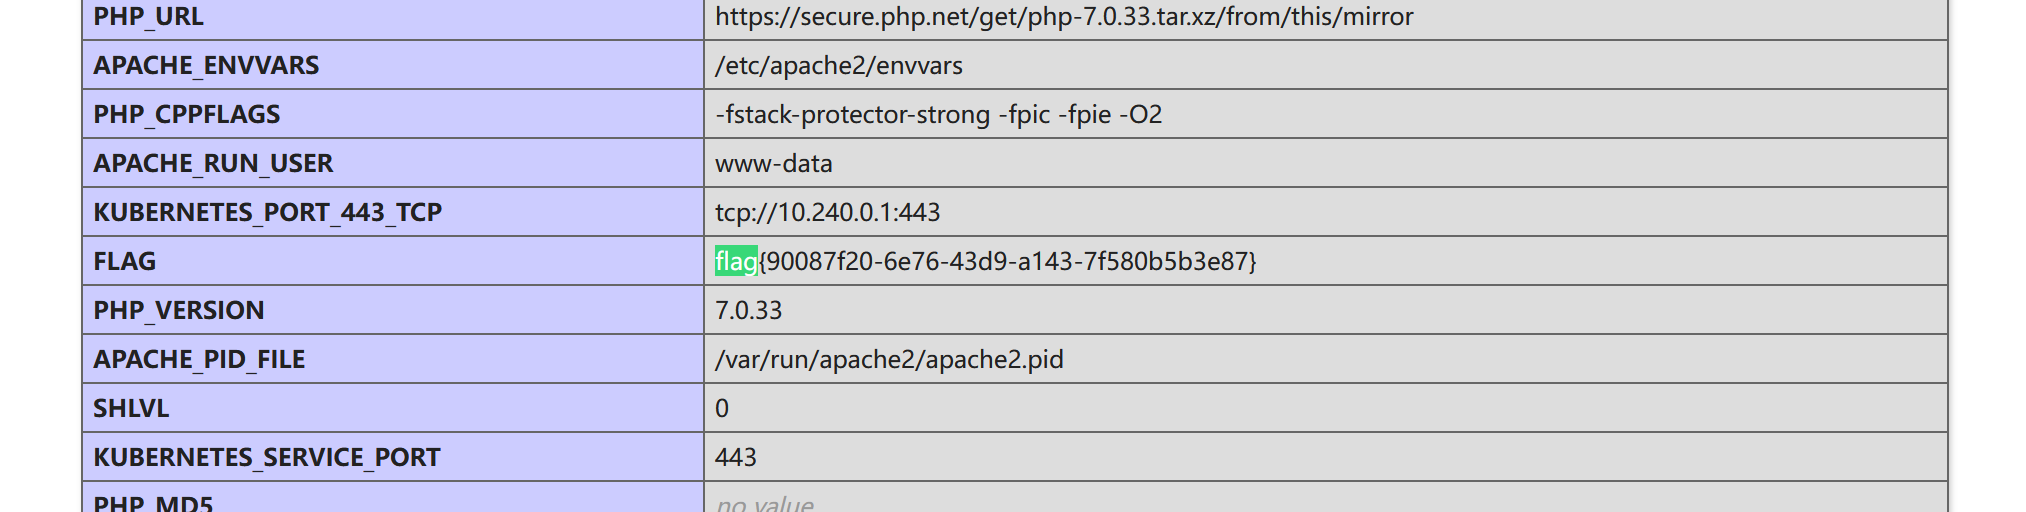 PHP_URL https://secure.php.net/get/php-7.0.33.tar.xz/from/this/mirror
APACHE_ENVVARS /etc/apache2/envvars
PHP_CPPFLAGS -fstack-protector-strong -fpic -fpie -O2
APACHE_RUN_USER www-data
KUBERNETES_PORT_443_TCP tcp://10.240.0.1:443
FLAG flag{90087f20-6e76-43d9-a143-7f580b5b3e87}
PHP_VERSION 7.0.33
APACHE_PID_FILE /var/run/apache2/apache2.pid
SHLVL 0
KUBERNETES_SERVICE_PORT 443
PHP_MD5 no value